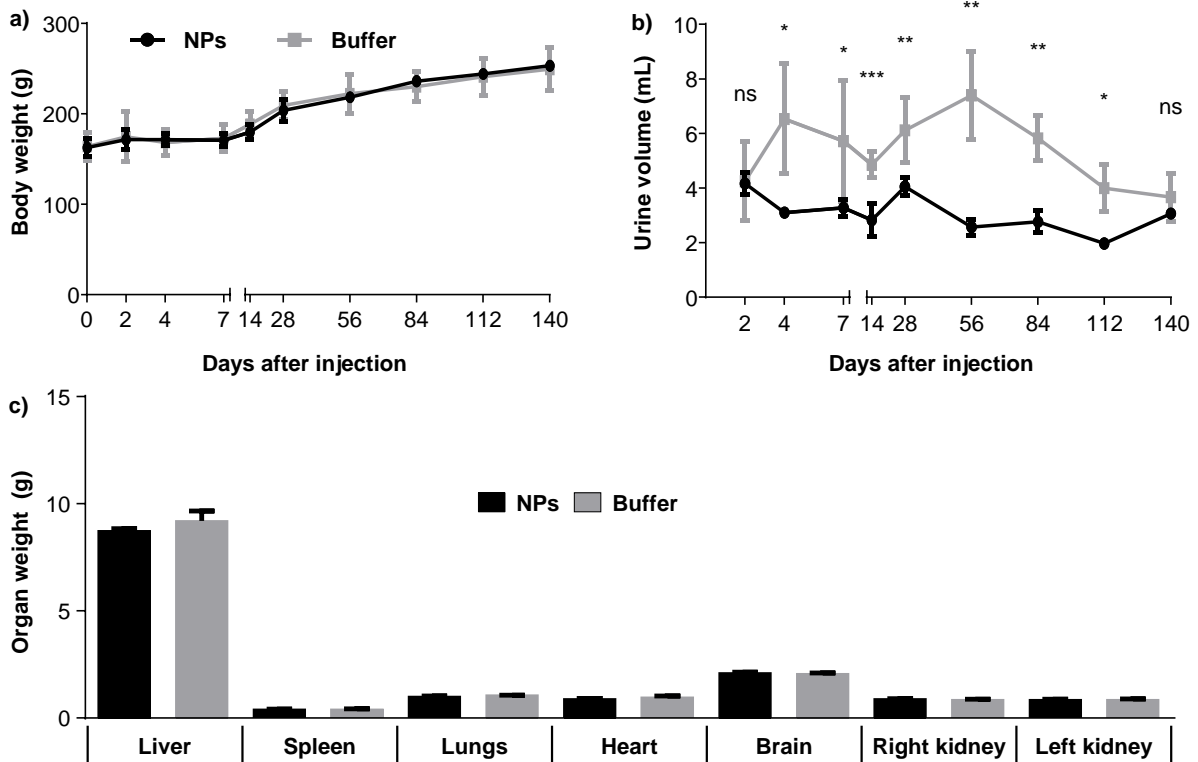 a)
NPs Buffer
Body weight (g)
300
200
100
0
0 2 4 7 14 28 56 84 112 140
Days after injection
b)
Urine volume (mL)
10
8
6
4
2
0
ns * * *** ** ** ** * ns
2 4 7 14 28 56 84 112 140
Days after injection
c)
Organ weight (g)
15
10
5
0
NPs Buffer
Liver Spleen Lungs Heart Brain Right kidney Left kidney